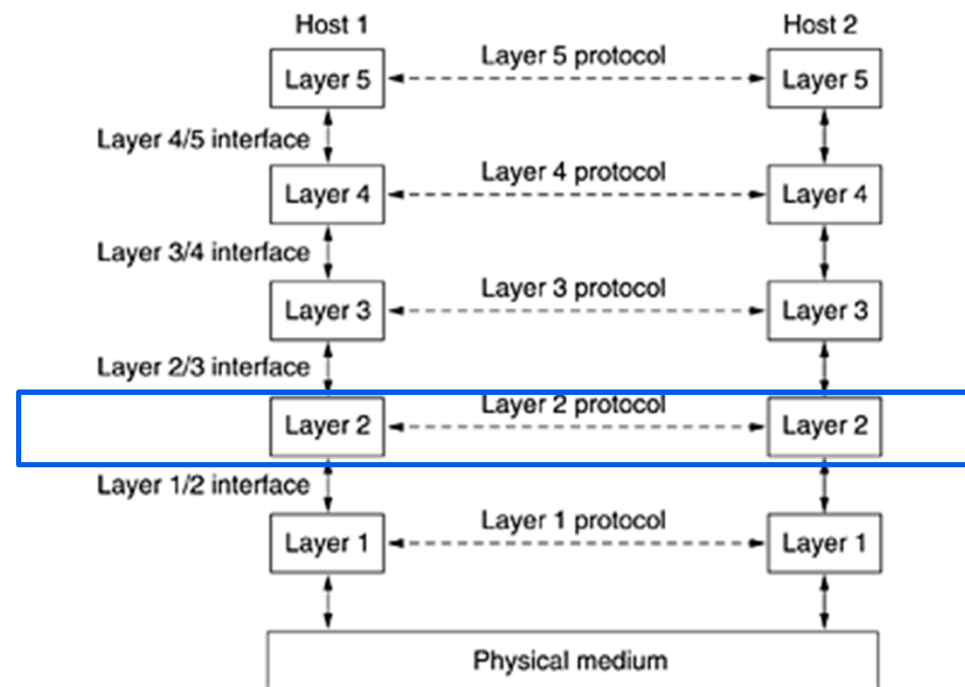 Host 1 Host 2
Layer 5 protocol
Layer 5 Layer 5
Layer 4/5 interface
Layer 4 protocol
Layer 4 Layer 4
Layer 3/4 interface
Layer 3 protocol
Layer 3 Layer 3
Layer 2/3 interface
Layer 2 protocol
Layer 2 Layer 2
Layer 1/2 interface
Layer 1 protocol
Layer 1 Layer 1
Physical medium